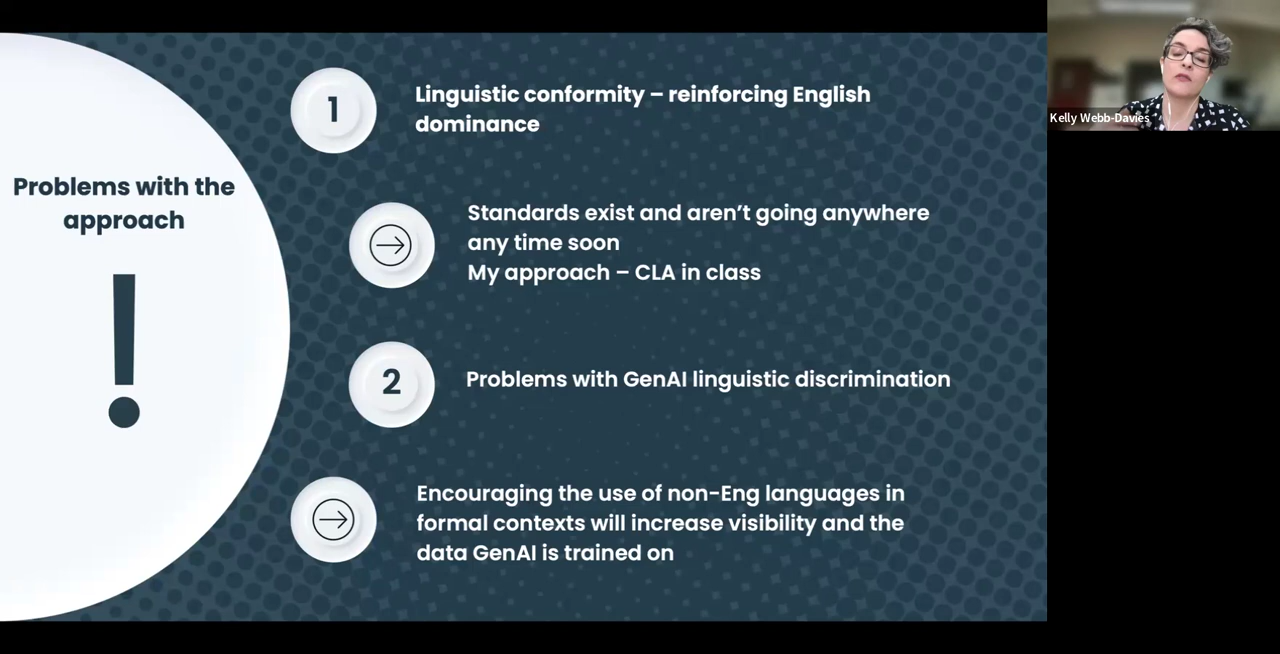 Problems with the
approach
!
1
Linguistic conformity – reinforcing English
dominance
Standards exist and aren’t going anywhere
any time soon
My approach – CLA in class
2
Problems with GenAI linguistic discrimination
Encouraging the use of non-Eng languages in
formal contexts will increase visibility and the
data GenAI is trained on
Kelly Webb-Davies